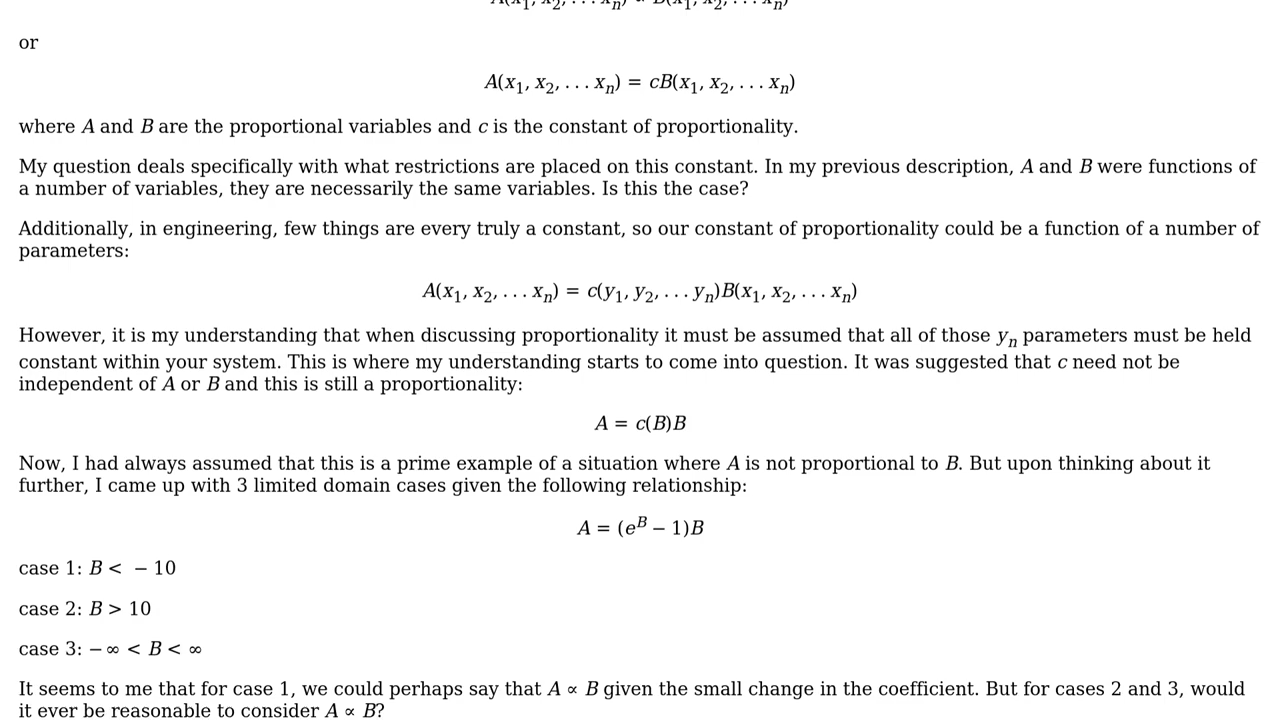 A(x₁, x₂, . . . xₙ) ∝ B(x₁, x₂, . . . xₙ)
or
A(x₁, x₂, . . . xₙ) = cB(x₁, x₂, . . . xₙ)
where A and B are the proportional variables and c is the constant of proportionality.
My question deals specifically with what restrictions are placed on this constant. In my previous description, A and B were functions of
a number of variables, they are necessarily the same variables. Is this the case?
Additionally, in engineering, few things are every truly a constant, so our constant of proportionality could be a function of a number of
parameters:
A(x₁, x₂, . . . xₙ) = c(y₁, y₂, . . . yₙ)B(x₁, x₂, . . . xₙ)
However, it is my understanding that when discussing proportionality it must be assumed that all of those yₙ parameters must be held
constant within your system. This is where my understanding starts to come into question. It was suggested that c need not be
independent of A or B and this is still a proportionality:
A = c(B)B
Now, I had always assumed that this is a prime example of a situation where A is not proportional to B. But upon thinking about it
further, I came up with 3 limited domain cases given the following relationship:
A = (eᴮ − 1)B
case 1: B < − 10
case 2: B > 10
case 3: − ∞ < B < ∞
It seems to me that for case 1, we could perhaps say that A ∝ B given the small change in the coefficient. But for cases 2 and 3, would
it ever be reasonable to consider A ∝ B?